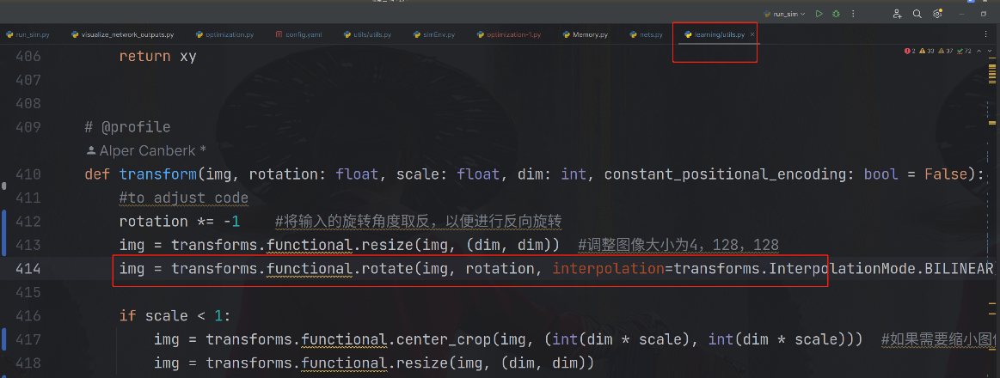 run_sim
run_sim.py visualize_network_outputs.py optimization.py config.yaml utils/utils.py simEnv.py optimization-1.py Memory.py nets.py learning/utils.py
2 33 37 72
406 return xy
407
408
409 # @profile
Alper Canberk *
410 def transform(img, rotation: float, scale: float, dim: int, constant_positional_encoding: bool = False):
411 #to adjust code
412 rotation *= -1 #将输入的旋转角度取反，以便进行反向旋转
413 img = transforms.functional.resize(img, (dim, dim)) #调整图像大小为4，128，128
414 img = transforms.functional.rotate(img, rotation, interpolation=transforms.InterpolationMode.BILINEAR
415
416 if scale < 1:
417 img = transforms.functional.center_crop(img, (int(dim * scale), int(dim * scale))) #如果需要缩小图
418 img = transforms.functional.resize(img, (dim, dim))